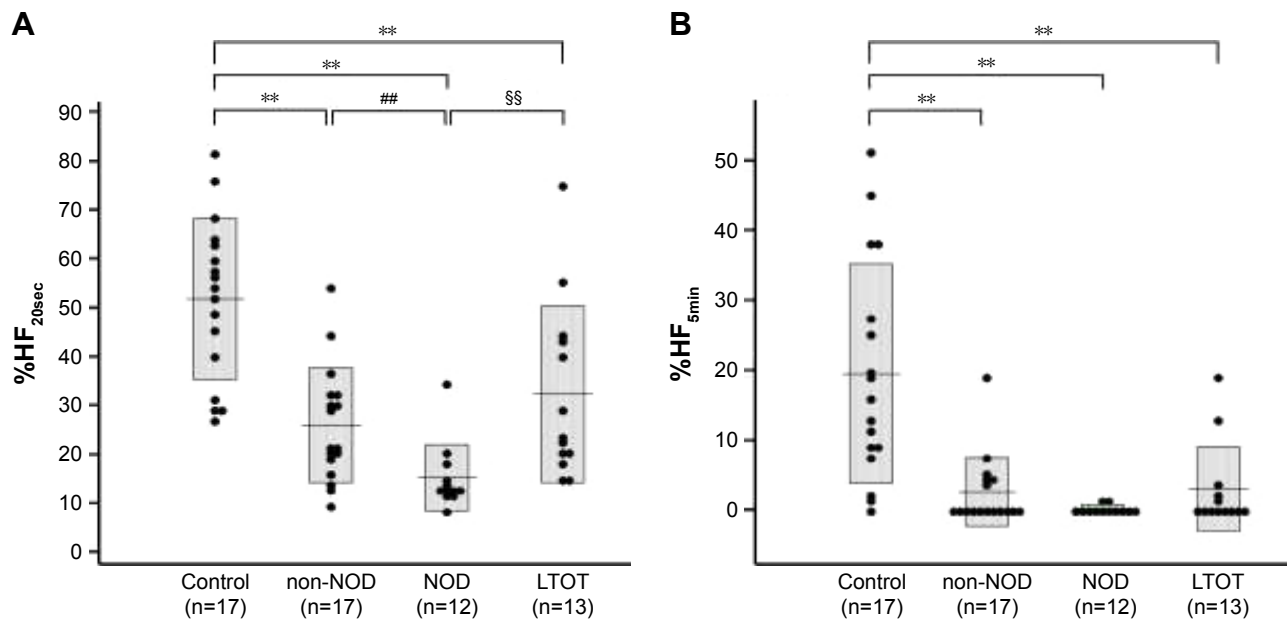 A
**
**
**
##
§§
90
80
70
60
50
40
30
20
10
0
%HF20sec
Control
(n=17)
non-NOD
(n=17)
NOD
(n=12)
LTOT
(n=13)
B
**
**
**
50
40
30
20
10
0
%HF5min
Control
(n=17)
non-NOD
(n=17)
NOD
(n=12)
LTOT
(n=13)